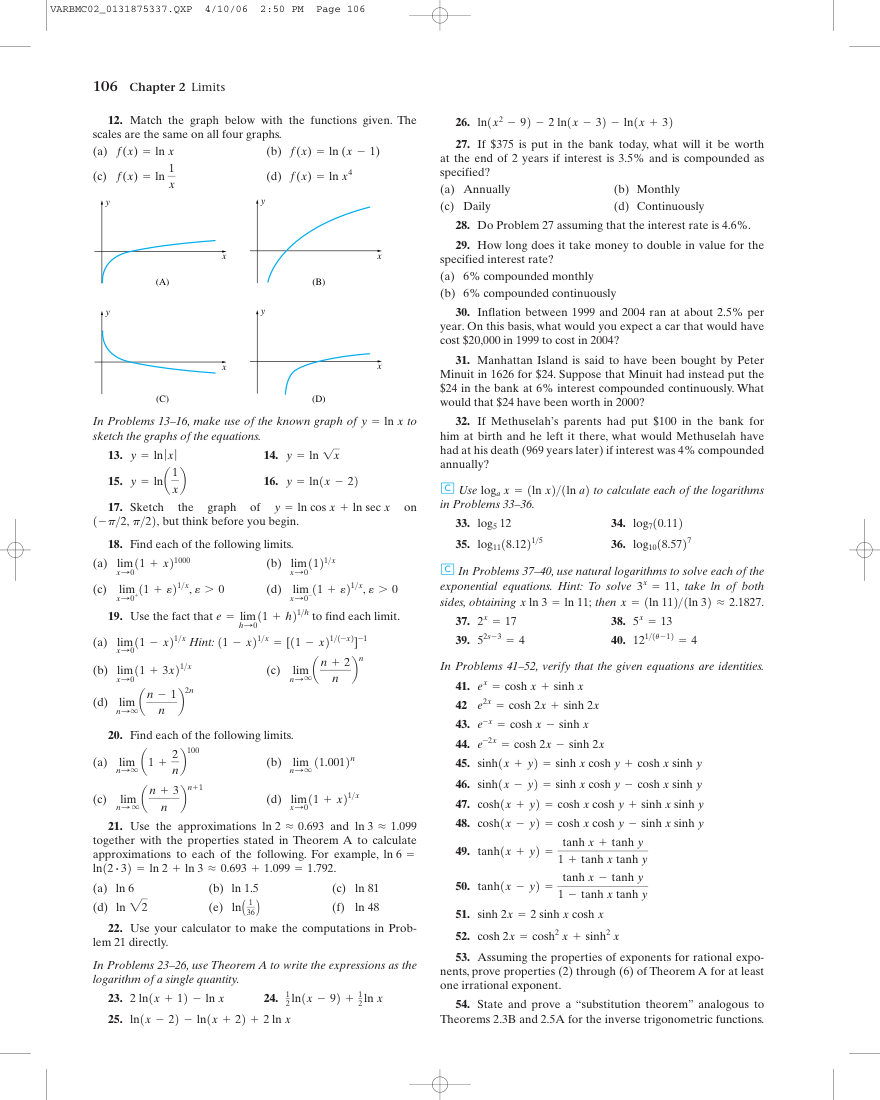 VARBMC02_0131875337.QXP 4/10/06 2:50 PM Page 106
106 Chapter 2 Limits
12. Match the graph below with the functions given. The
scales are the same on all four graphs.
(a) f(x) = ln x (b) f(x) = ln (x − 1)
(c) f(x) = ln 1/x (d) f(x) = ln x⁴
y
x
(A)
y
x
(B)
y
x
(C)
y
x
(D)
In Problems 13–16, make use of the known graph of y = ln x to
sketch the graphs of the equations.
13. y = ln|x| 14. y = ln √x
15. y = ln(1/x) 16. y = ln(x − 2)
17. Sketch the graph of y = ln cos x + ln sec x on
(−π/2, π/2), but think before you begin.
18. Find each of the following limits.
(a) lim x→0 (1 + x)¹⁰⁰⁰ (b) lim x→0 (1)^(1/x)
(c) lim x→0⁺ (1 + ε)^(1/x), ε > 0 (d) lim x→0⁻ (1 + ε)^(1/x), ε > 0
19. Use the fact that e = lim h→0 (1 + h)^(1/h) to find each limit.
(a) lim x→0 (1 − x)^(1/x) Hint: (1 − x)^(1/x) = [(1 − x)^(1/(−x))]⁻¹
(b) lim x→0 (1 + 3x)^(1/x) (c) lim n→∞ ((n + 2)/n)^n
(d) lim n→∞ ((n − 1)/n)^(2n)
20. Find each of the following limits.
(a) lim n→∞ (1 + 2/n)¹⁰⁰ (b) lim n→∞ (1.001)^n
(c) lim n→∞ ((n + 3)/n)^(n+1) (d) lim x→0 (1 + x)^(1/x)
21. Use the approximations ln 2 ≈ 0.693 and ln 3 ≈ 1.099
together with the properties stated in Theorem A to calculate
approximations to each of the following. For example, ln 6 =
ln(2 · 3) = ln 2 + ln 3 ≈ 0.693 + 1.099 = 1.792.
(a) ln 6 (b) ln 1.5 (c) ln 81
(d) ln √2 (e) ln(1/36) (f) ln 48
22. Use your calculator to make the computations in Prob-
lem 21 directly.
In Problems 23–26, use Theorem A to write the expressions as the
logarithm of a single quantity.
23. 2 ln(x + 1) − ln x 24. ½ ln(x − 9) + ½ ln x
25. ln(x − 2) − ln(x + 2) + 2 ln x
26. ln(x² − 9) − 2 ln(x − 3) − ln(x + 3)
27. If $375 is put in the bank today, what will it be worth
at the end of 2 years if interest is 3.5% and is compounded as
specified?
(a) Annually (b) Monthly
(c) Daily (d) Continuously
28. Do Problem 27 assuming that the interest rate is 4.6%.
29. How long does it take money to double in value for the
specified interest rate?
(a) 6% compounded monthly
(b) 6% compounded continuously
30. Inflation between 1999 and 2004 ran at about 2.5% per
year. On this basis, what would you expect a car that would have
cost $20,000 in 1999 to cost in 2004?
31. Manhattan Island is said to have been bought by Peter
Minuit in 1626 for $24. Suppose that Minuit had instead put the
$24 in the bank at 6% interest compounded continuously. What
would that $24 have been worth in 2000?
32. If Methuselah's parents had put $100 in the bank for
him at birth and he left it there, what would Methuselah have
had at his death (969 years later) if interest was 4% compounded
annually?
C Use logₐ x = (ln x)/(ln a) to calculate each of the logarithms
in Problems 33–36.
33. log₅ 12 34. log₇(0.11)
35. log₁₁(8.12)^(1/5) 36. log₁₀(8.57)⁷
C In Problems 37–40, use natural logarithms to solve each of the
exponential equations. Hint: To solve 3ˣ = 11, take ln of both
sides, obtaining x ln 3 = ln 11; then x = (ln 11)/(ln 3) ≈ 2.1827.
37. 2ˣ = 17 38. 5ˣ = 13
39. 5^(2s−3) = 4 40. 12^(1/(θ−1)) = 4
In Problems 41–52, verify that the given equations are identities.
41. eˣ = cosh x + sinh x
42 e²ˣ = cosh 2x + sinh 2x
43. e⁻ˣ = cosh x − sinh x
44. e⁻²ˣ = cosh 2x − sinh 2x
45. sinh(x + y) = sinh x cosh y + cosh x sinh y
46. sinh(x − y) = sinh x cosh y − cosh x sinh y
47. cosh(x + y) = cosh x cosh y + sinh x sinh y
48. cosh(x − y) = cosh x cosh y − sinh x sinh y
49. tanh(x + y) = (tanh x + tanh y)/(1 + tanh x tanh y)
50. tanh(x − y) = (tanh x − tanh y)/(1 − tanh x tanh y)
51. sinh 2x = 2 sinh x cosh x
52. cosh 2x = cosh² x + sinh² x
53. Assuming the properties of exponents for rational expo-
nents, prove properties (2) through (6) of Theorem A for at least
one irrational exponent.
54. State and prove a “substitution theorem” analogous to
Theorems 2.3B and 2.5A for the inverse trigonometric functions.